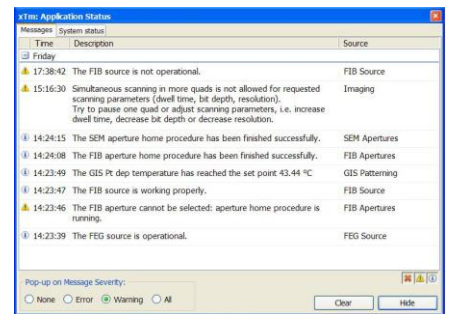 xTm: Application Status
Messages System status
Time Description Source
Friday
17:38:42 The FIB source is not operational. FIB Source
15:16:30 Simultaneous scanning in more quads is not allowed for requested Imaging
scanning parameters (dwell time, bit depth, resolution).
Try to pause one quad or adjust scanning parameters, i.e. increase
dwell time, decrease bit depth or decrease resolution.
14:24:15 The SEM aperture home procedure has been finished successfully. SEM Apertures
14:24:08 The FIB aperture home procedure has been finished successfully. FIB Apertures
14:23:49 The GIS Pt dep temperature has reached the set point 43.44 ºC GIS Patterning
14:23:47 The FIB source is working properly. FIB Source
14:23:46 The FIB aperture cannot be selected: aperture home procedure is FIB Apertures
running.
14:23:39 The FEG source is operational. FEG Source
Pop-up on Message Severity:
None Error Warning All
Clear Hide